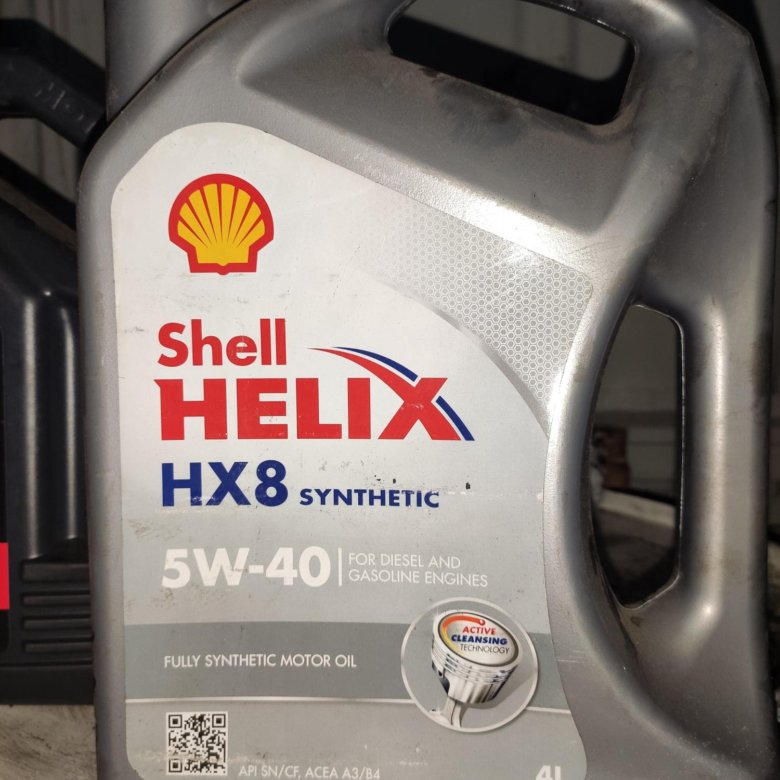 Shell
HELIX
HX8 SYNTHETIC
5W-40
FOR DIESEL AND
GASOLINE ENGINES
ACTIVE
CLEANSING
TECHNOLOGY
FULLY SYNTHETIC MOTOR OIL
API SN/CF, ACEA A3/B4
4L